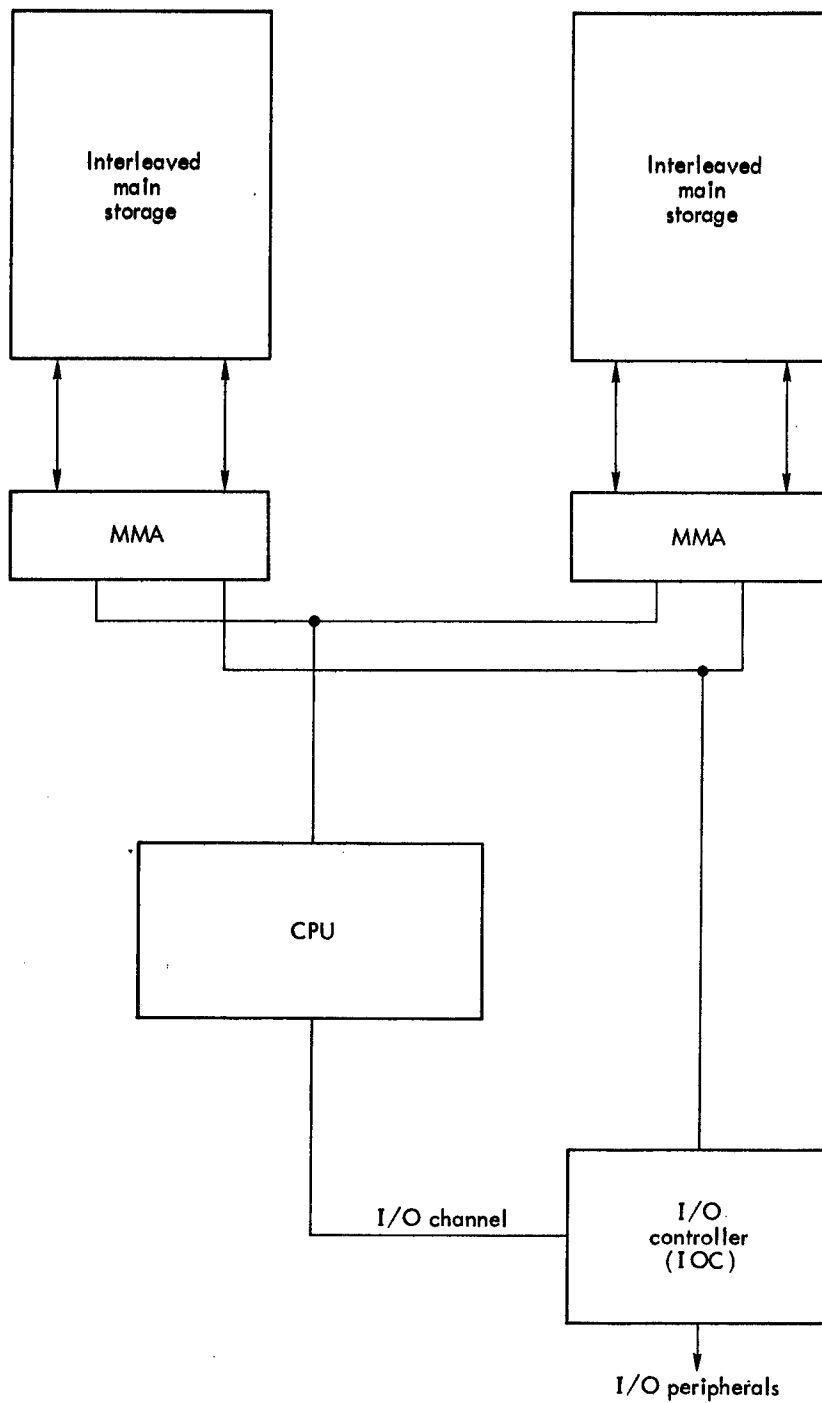 Interleaved
main
storage
Interleaved
main
storage
MMA
MMA
CPU
I/O channel
I/O
controller
(IOC)
I/O peripherals